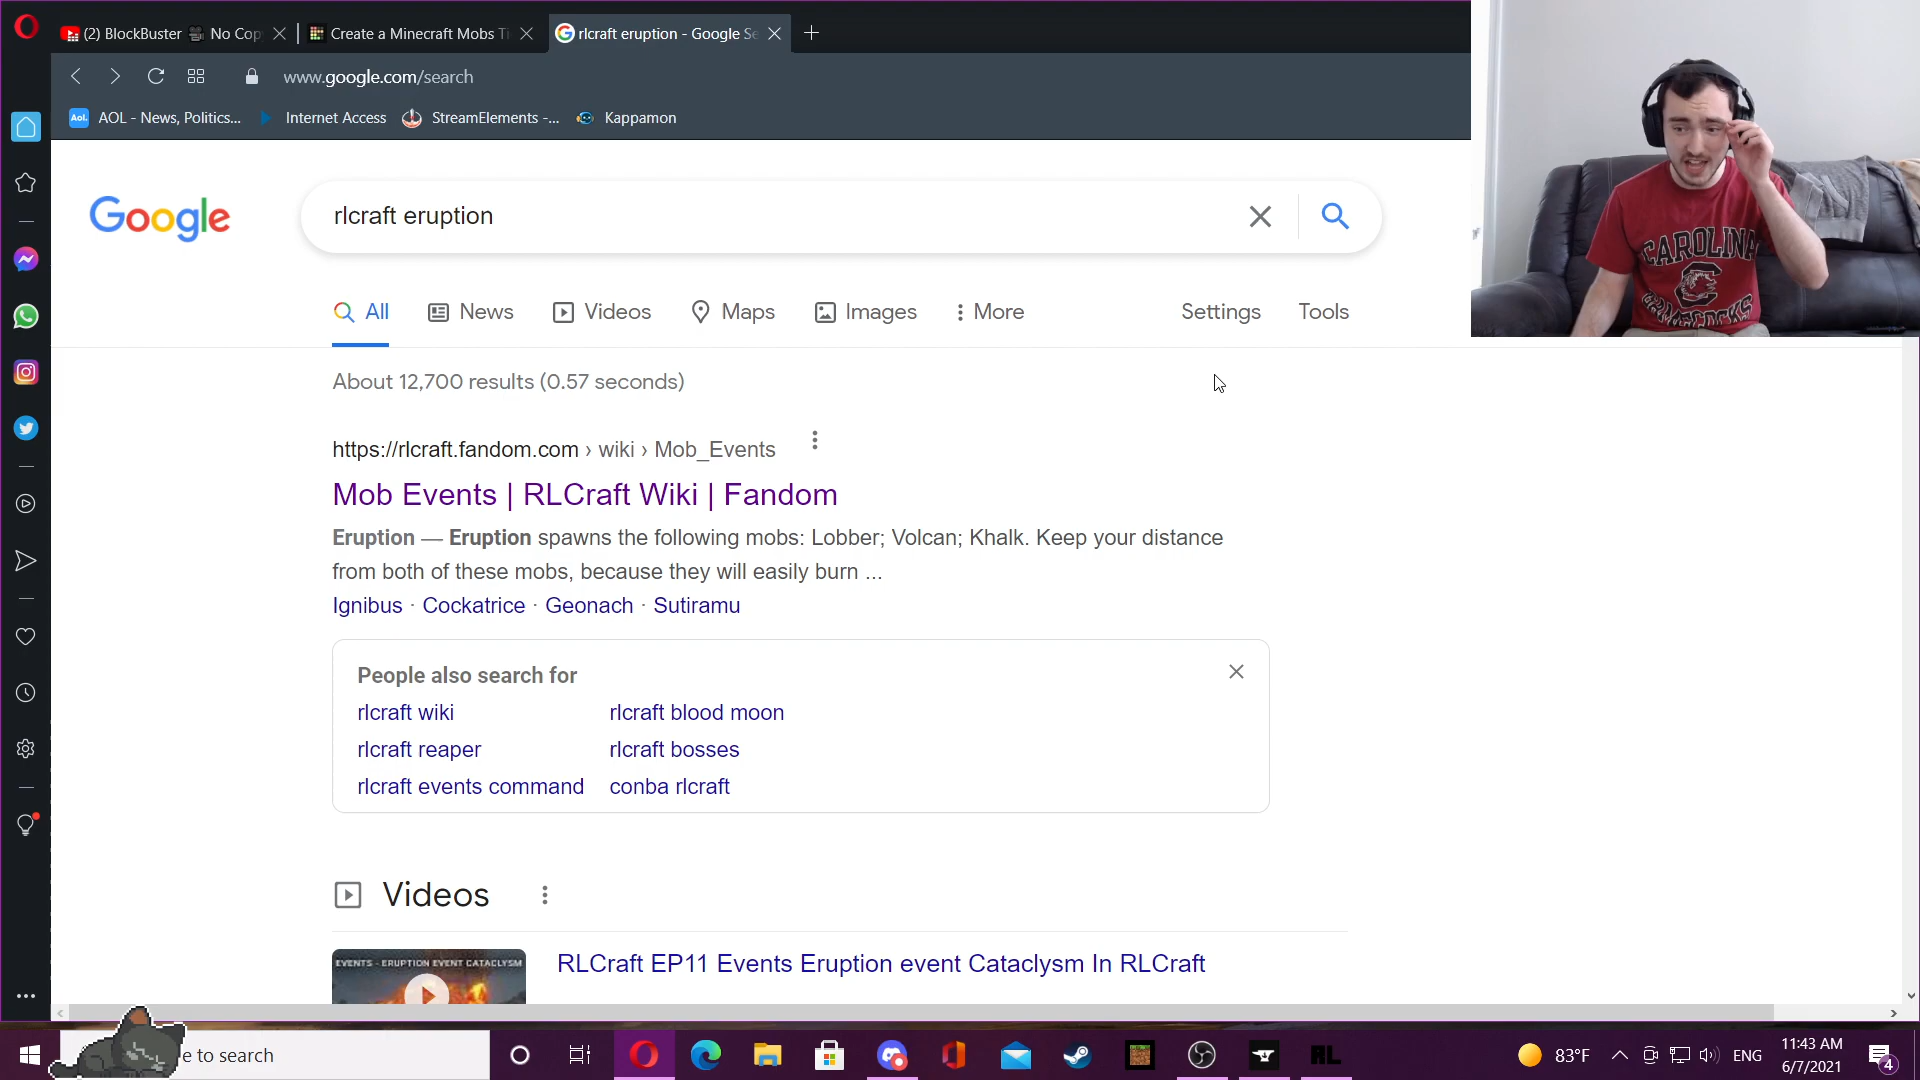 (2) BlockBuster No Cop
Create a Minecraft Mobs Ti
rlcraft eruption - Google Se
www.google.com/search
Aol.
AOL - News, Politics...
Internet Access
StreamElements -...
Kappamon
Google
rlcraft eruption
All
News
Videos
Maps
Images
More
Settings
Tools
CAROLINA
C
GAMECOCKS
About 12,700 results (0.57 seconds)
https://rlcraft.fandom.com › wiki › Mob_Events
Mob Events | RLCraft Wiki | Fandom
Eruption — Eruption spawns the following mobs: Lobber; Volcan; Khalk. Keep your distance
from both of these mobs, because they will easily burn ...
Ignibus · Cockatrice · Geonach · Sutiramu
People also search for
rlcraft wiki
rlcraft blood moon
rlcraft reaper
rlcraft bosses
rlcraft events command
conba rlcraft
Videos
EVENTS - ERUPTION EVENT CATACLYSM
RLCraft EP11 Events Eruption event Cataclysm In RLCraft
e to search
RL
83°F
ENG
11:43 AM
6/7/2021
4